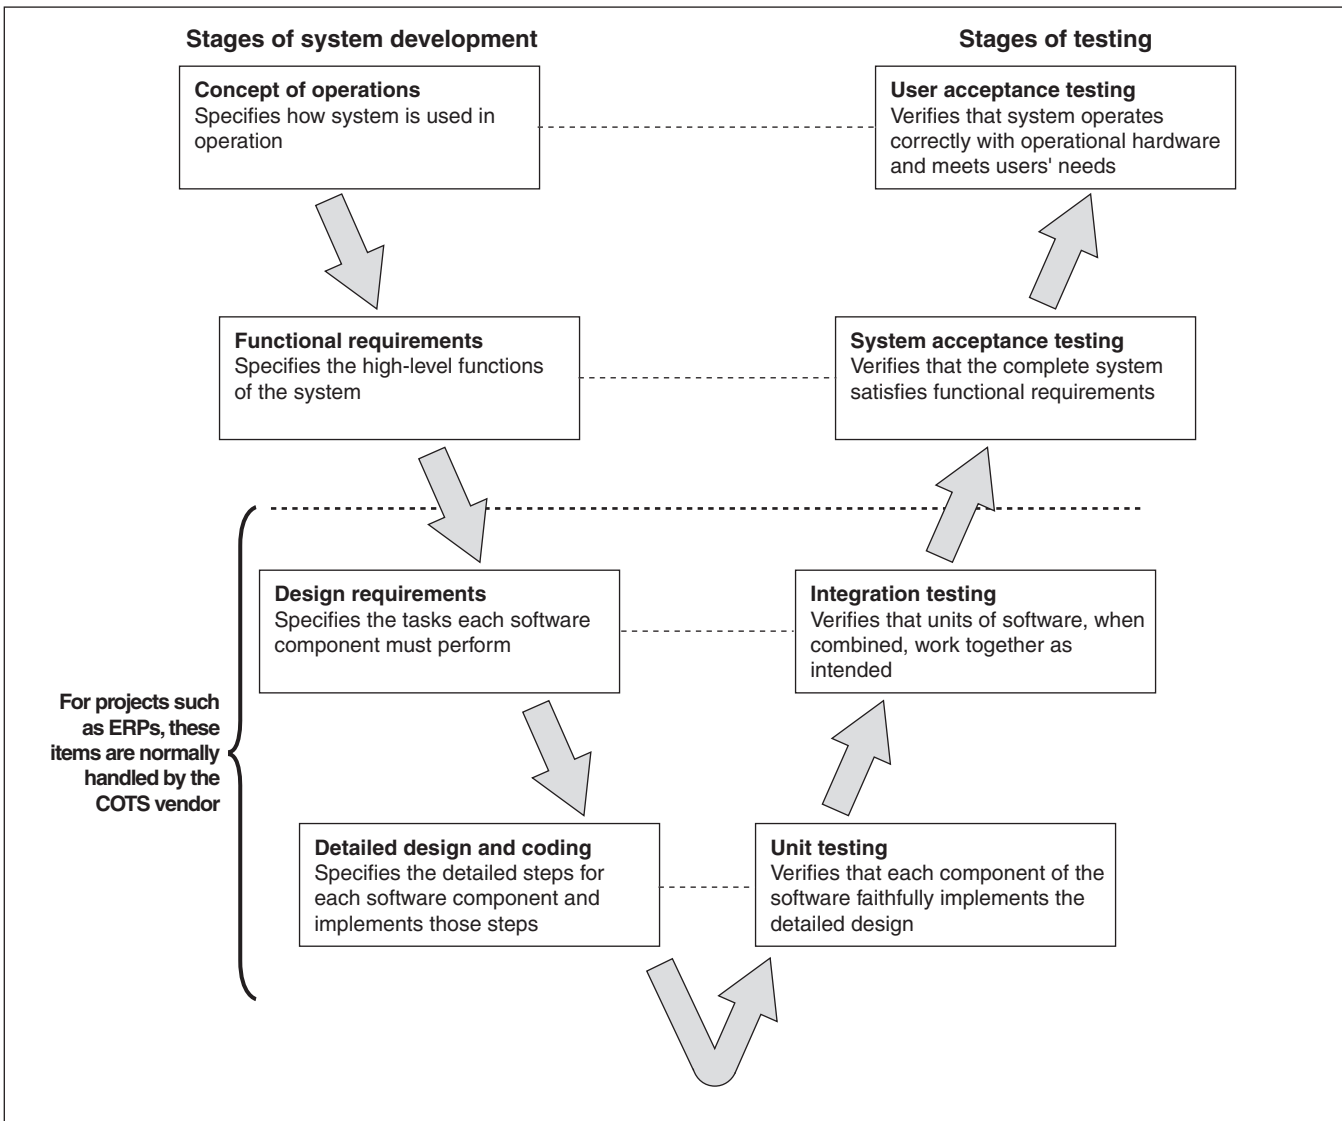 Stages of system development
Stages of testing
Concept of operations
Specifies how system is used in
operation
User acceptance testing
Verifies that system operates
correctly with operational hardware
and meets users' needs
Functional requirements
Specifies the high-level functions
of the system
System acceptance testing
Verifies that the complete system
satisfies functional requirements
Design requirements
Specifies the tasks each software
component must perform
Integration testing
Verifies that units of software, when
combined, work together as
intended
For projects such
as ERPs, these
items are normally
handled by the
COTS vendor
Detailed design and coding
Specifies the detailed steps for
each software component and
implements those steps
Unit testing
Verifies that each component of the
software faithfully implements the
detailed design